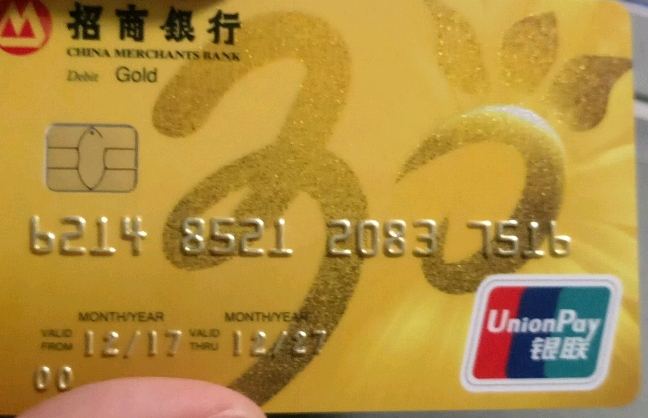 招商银行
CHINA MERCHANTS BANK
Debit Gold
6214 8521 2083 7516
MONTH/YEAR MONTH/YEAR
VALID FROM 12/17 VALID THRU 12/27
00
UnionPay
银联